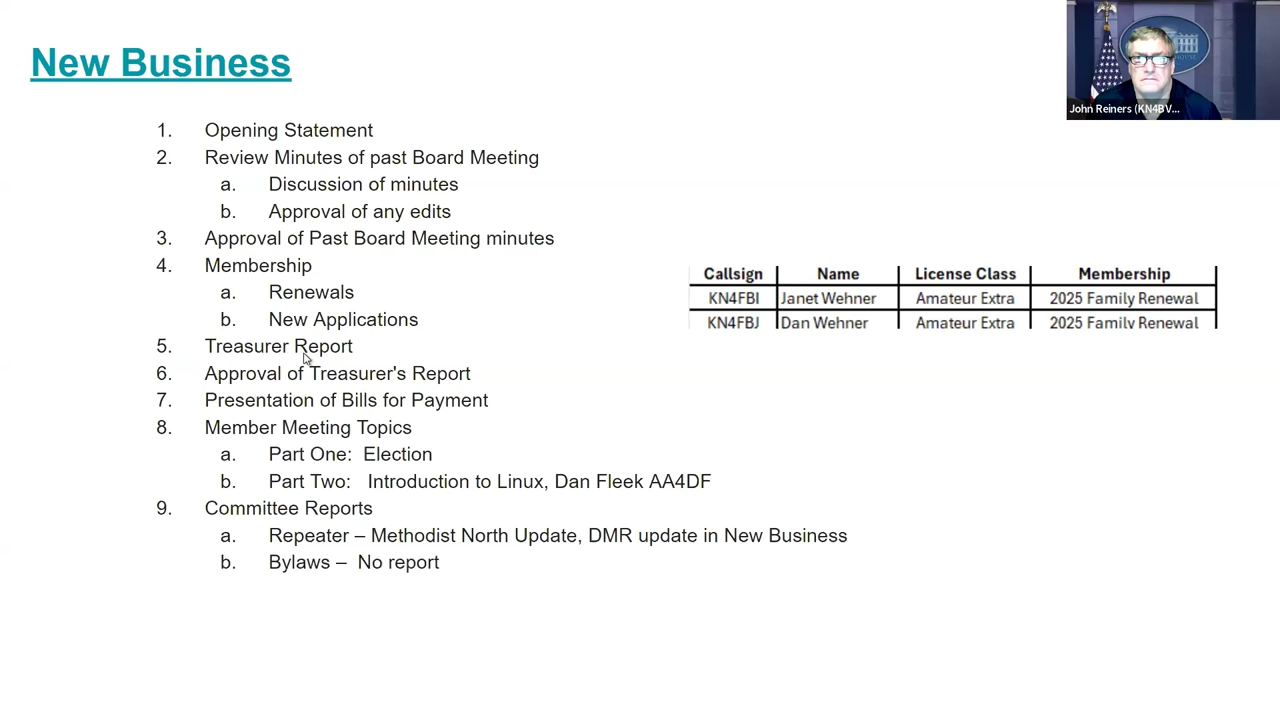 New Business
John Reiners (KN4BV...
1. Opening Statement
2. Review Minutes of past Board Meeting
a. Discussion of minutes
b. Approval of any edits
3. Approval of Past Board Meeting minutes
4. Membership
a. Renewals
b. New Applications
5. Treasurer Report
6. Approval of Treasurer's Report
7. Presentation of Bills for Payment
8. Member Meeting Topics
a. Part One: Election
b. Part Two: Introduction to Linux, Dan Fleek AA4DF
9. Committee Reports
a. Repeater – Methodist North Update, DMR update in New Business
b. Bylaws – No report
Callsign Name License Class Membership
KN4FBI Janet Wehner Amateur Extra 2025 Family Renewal
KN4FBJ Dan Wehner Amateur Extra 2025 Family Renewal